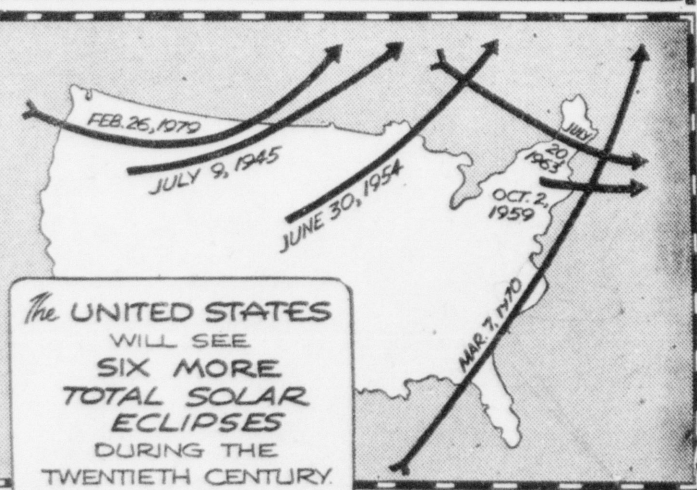 FEB. 26, 1979
JULY 9, 1945
JUNE 30, 1954
JULY
20
1963
OCT. 2,
1959
MAR. 7, 1970
The UNITED STATES
WILL SEE
SIX MORE
TOTAL SOLAR
ECLIPSES
DURING THE
TWENTIETH CENTURY.